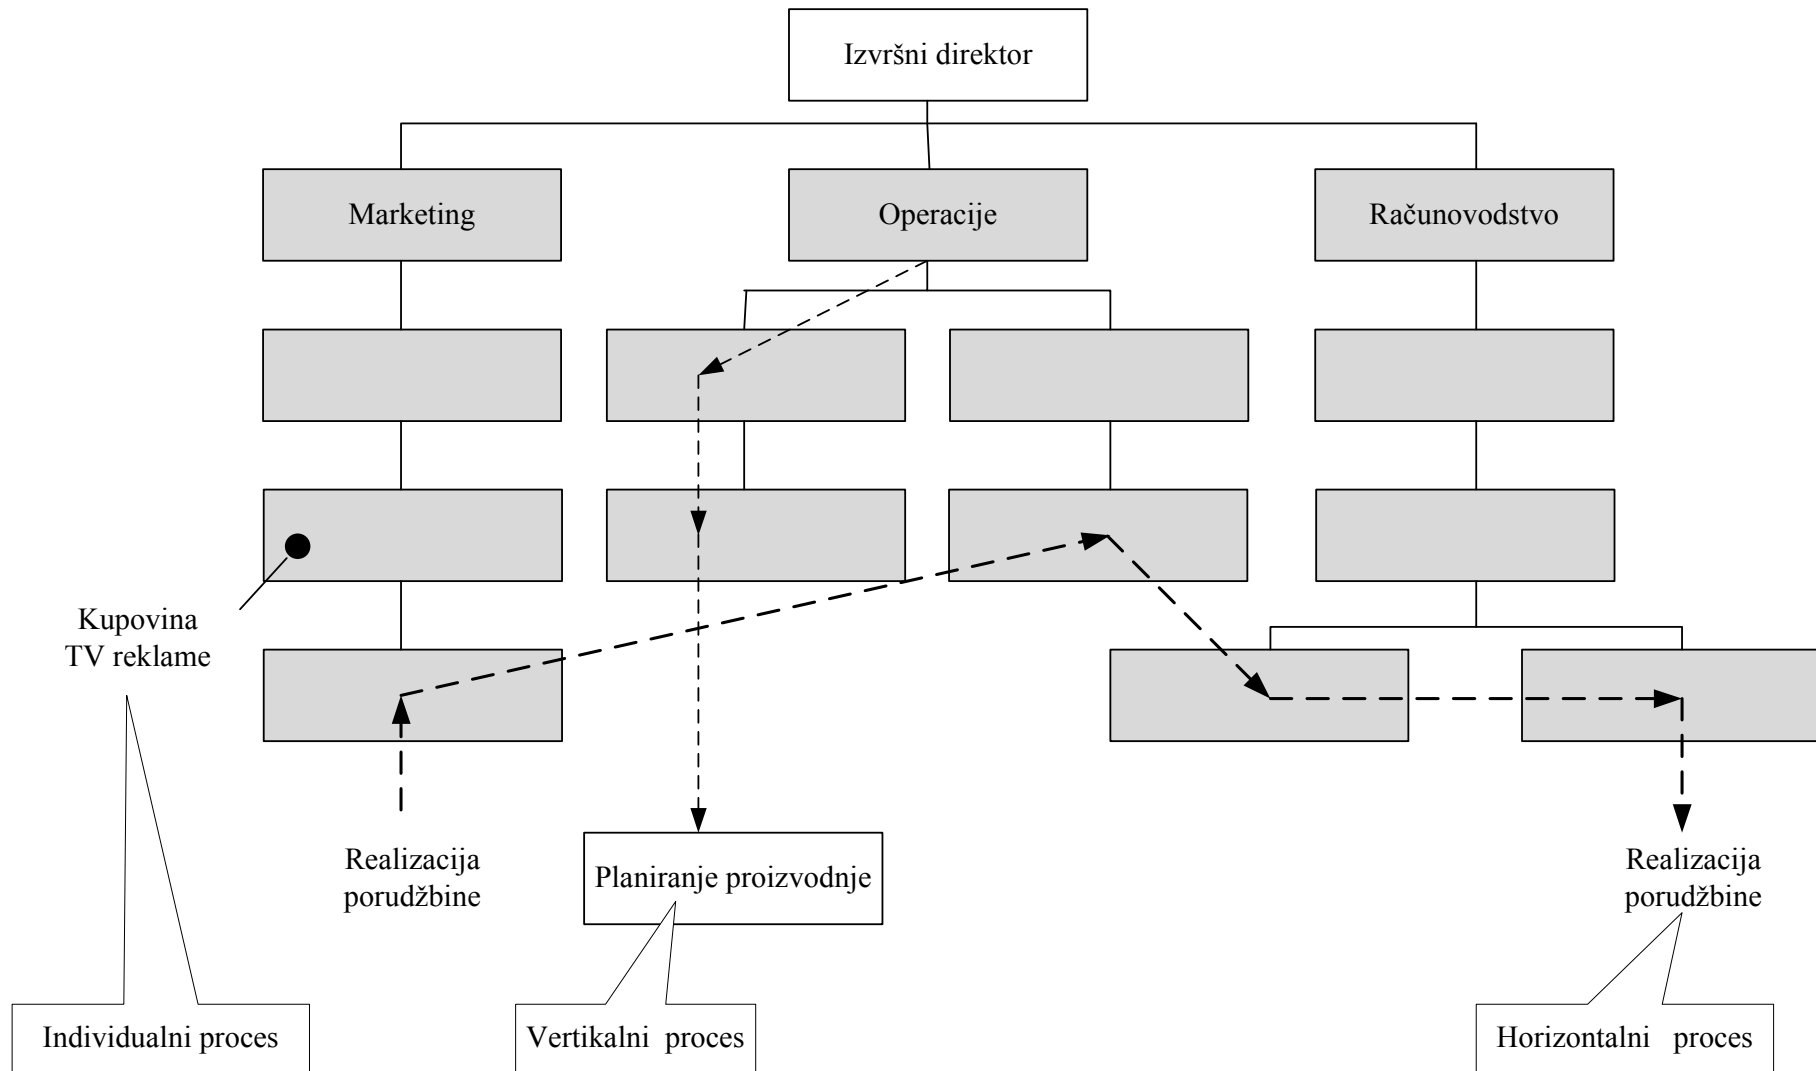 Izvršni direktor
Marketing
Operacije
Računovodstvo
Kupovina
TV reklame
Realizacija
porudžbine
Planiranje proizvodnje
Realizacija
porudžbine
Individualni proces
Vertikalni proces
Horizontalni proces